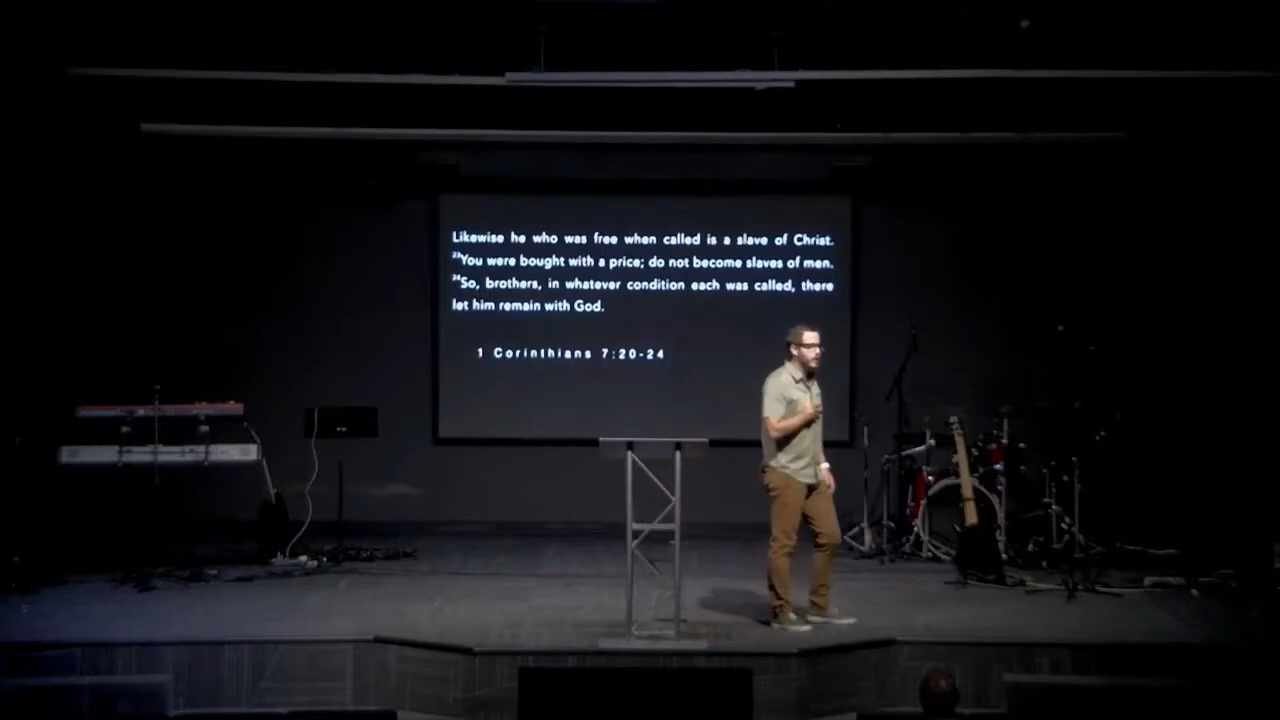 Likewise he who was free when called is a slave of Christ.
²³You were bought with a price; do not become slaves of men.
²⁴So, brothers, in whatever condition each was called, there
let him remain with God.
1 Corinthians 7:20-24